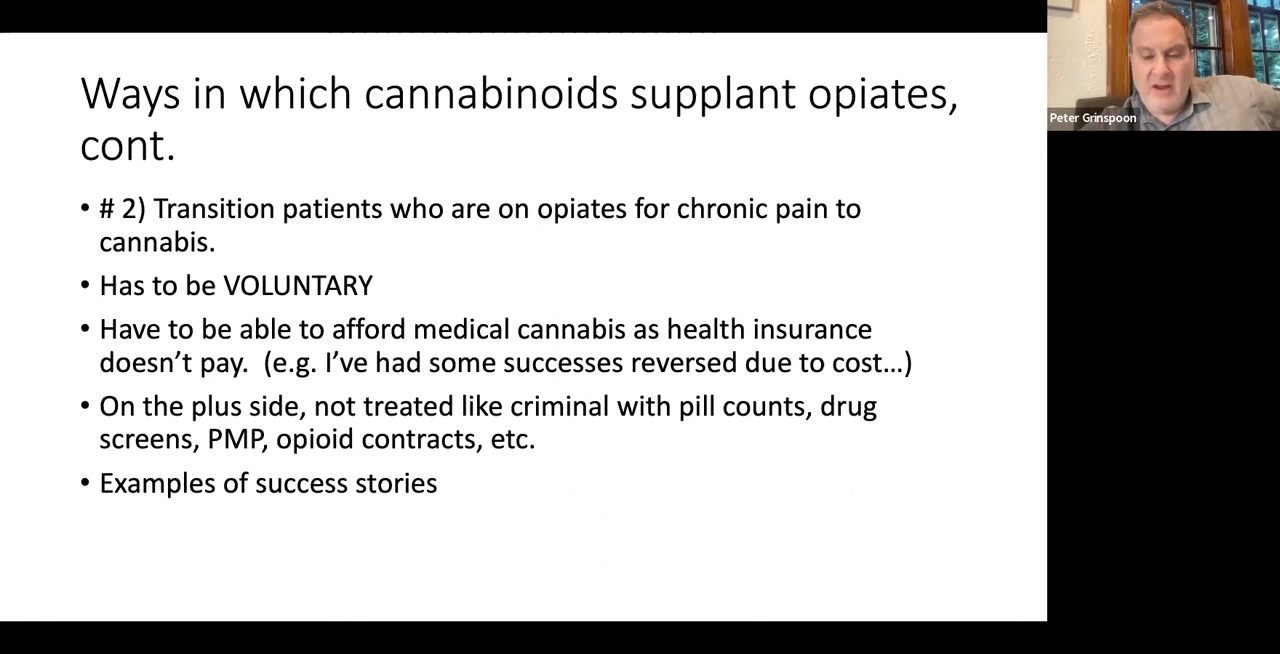 Ways in which cannabinoids supplant opiates,
cont.
• # 2) Transition patients who are on opiates for chronic pain to
cannabis.
• Has to be VOLUNTARY
• Have to be able to afford medical cannabis as health insurance
doesn’t pay.  (e.g. I’ve had some successes reversed due to cost…)
• On the plus side, not treated like criminal with pill counts, drug
screens, PMP, opioid contracts, etc.
• Examples of success stories
Peter Grinspoon